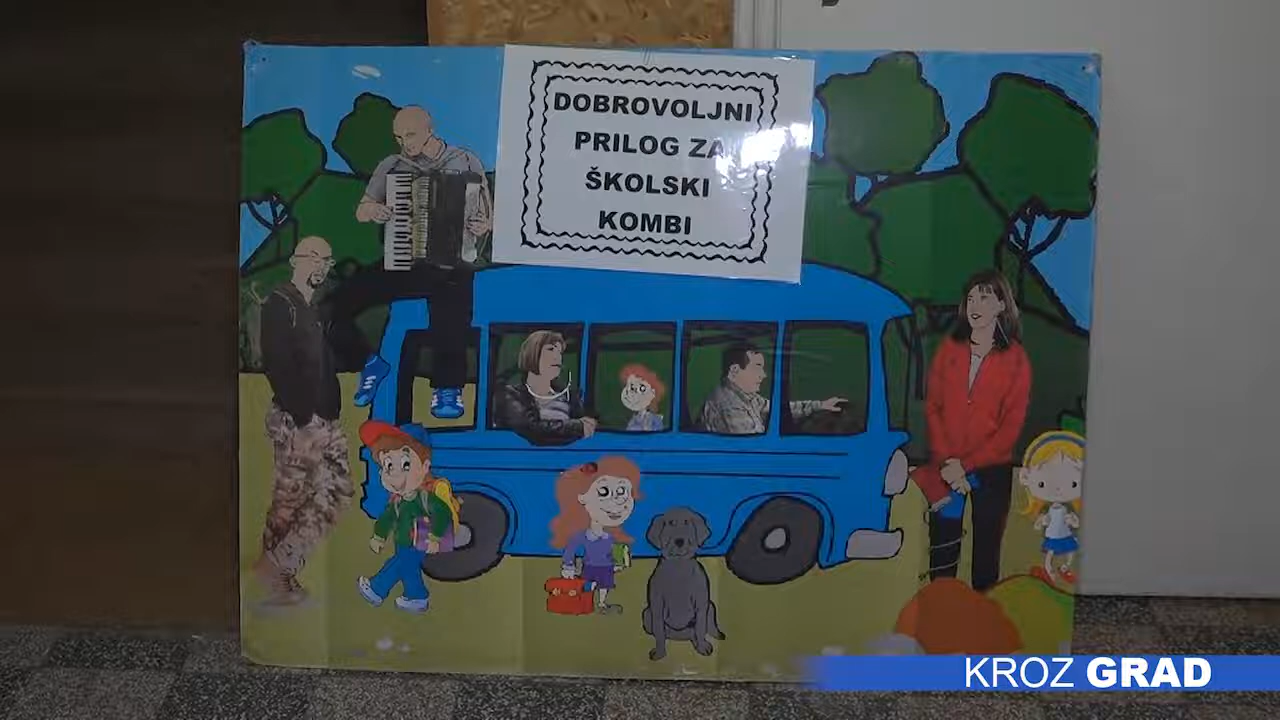 DOBROVOLJNI
PRILOG ZA
ŠKOLSKI
KOMBI
KROZ GRAD